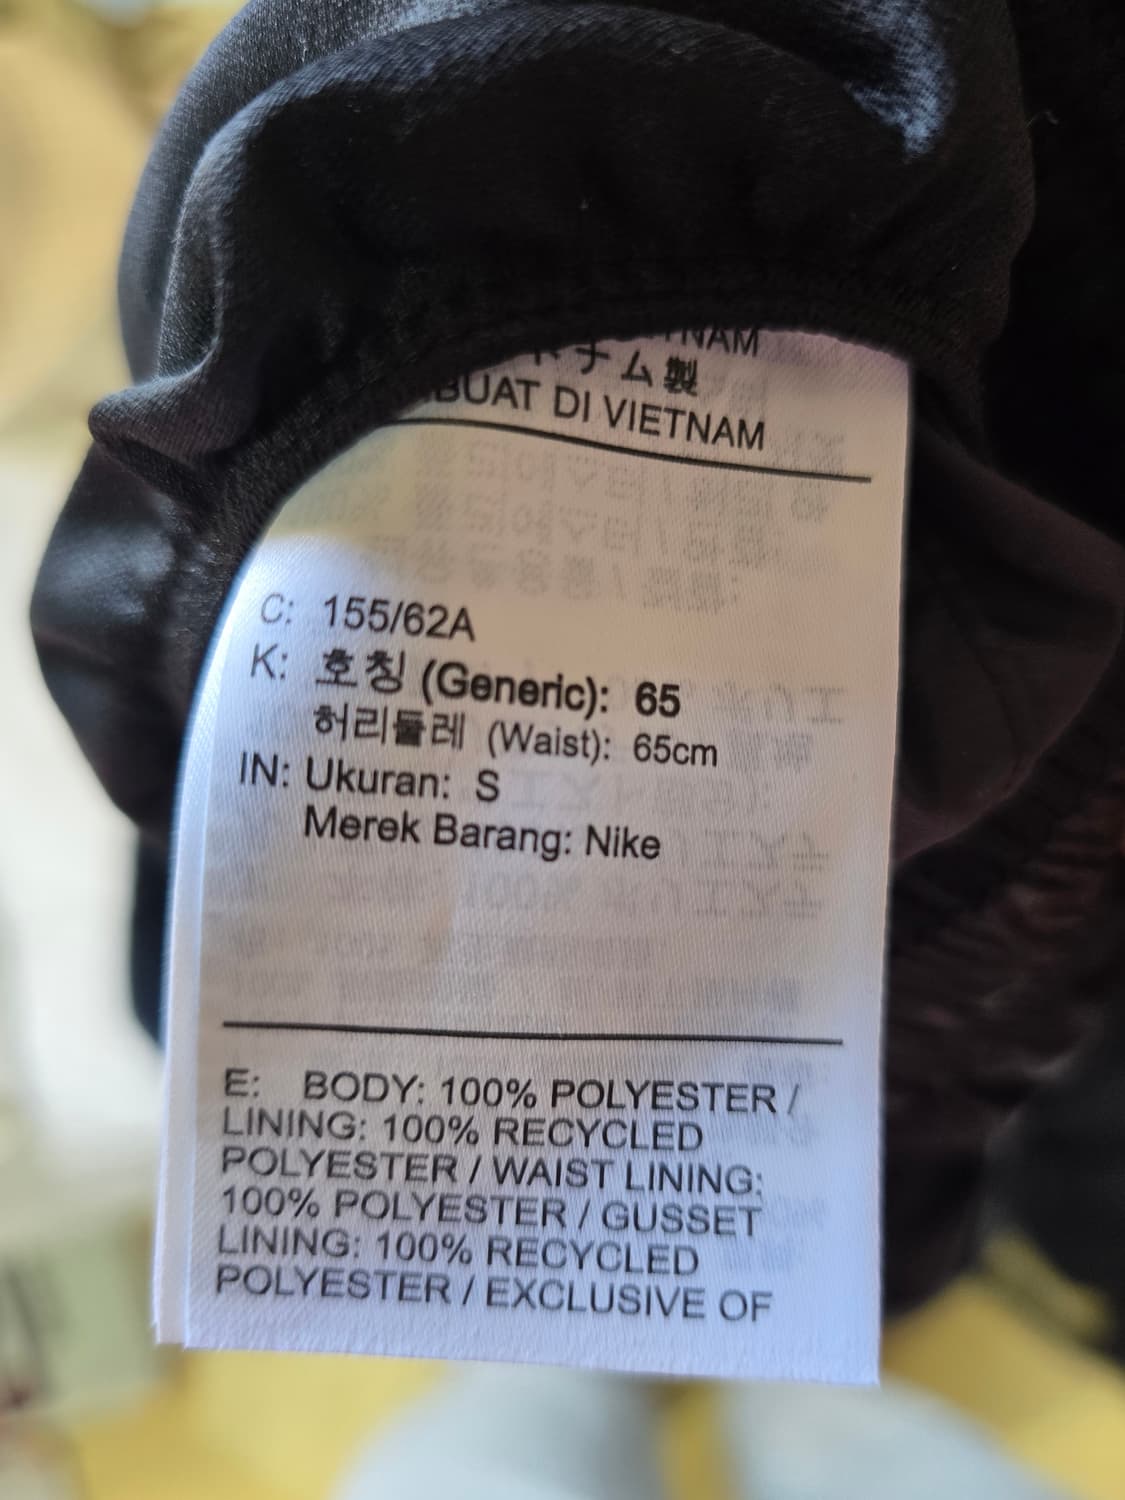 ナム製
DI VIETNAM
C: 155/62A
K: 호칭 (Generic): 65
허리둘레 (Waist): 65cm
IN: Ukuran: S
Merek Barang: Nike
E: BODY: 100% POLYESTER /
LINING: 100% RECYCLED
POLYESTER / WAIST LINING:
100% POLYESTER / GUSSET
LINING: 100% RECYCLED
POLYESTER / EXCLUSIVE OF